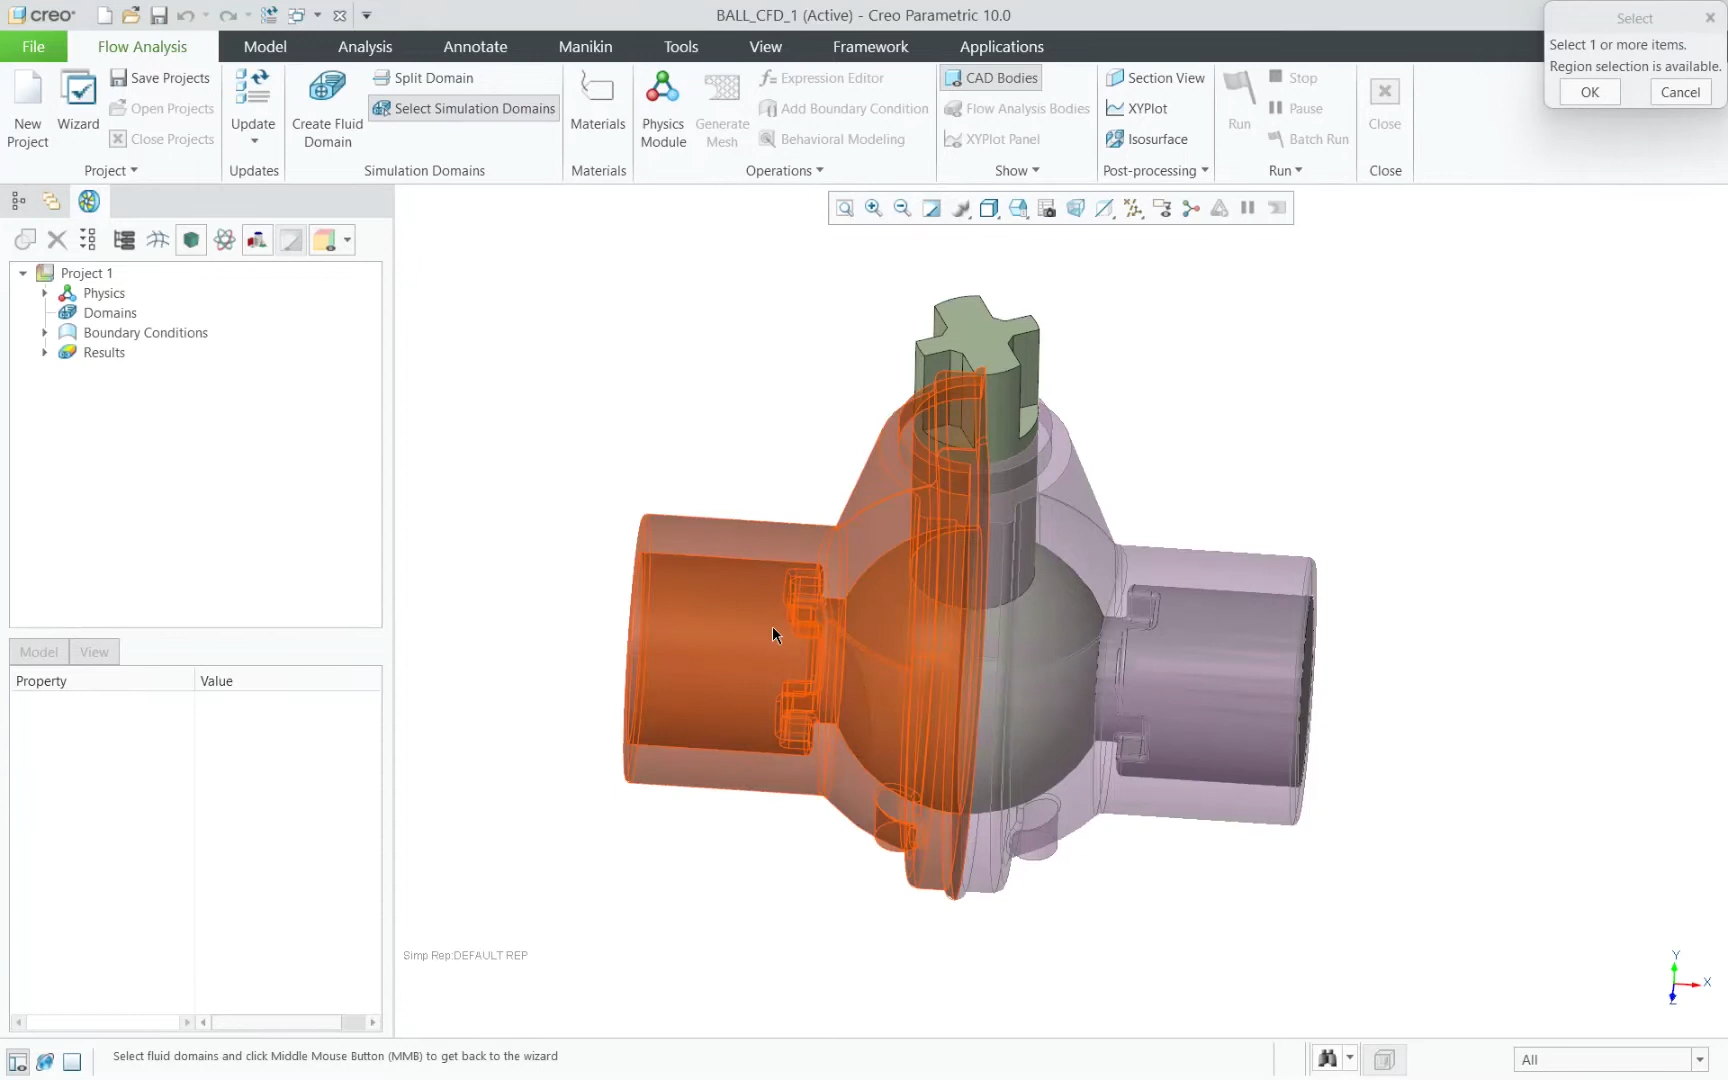 creo
BALL_CFD_1 (Active) - Creo Parametric 10.0
Select
Select 1 or more items.
Region selection is available.
OK
Cancel
File
Flow Analysis
Model
Analysis
Annotate
Manikin
Tools
View
Framework
Applications
New
Project
Wizard
Save Projects
Open Projects
Close Projects
Update
Create Fluid
Domain
Split Domain
Select Simulation Domains
Materials
Physics
Module
Generate
Mesh
Expression Editor
Add Boundary Condition
Behavioral Modeling
CAD Bodies
Flow Analysis Bodies
XYPlot Panel
Section View
XYPlot
Isosurface
Run
Stop
Pause
Batch Run
Close
Project
Updates
Simulation Domains
Materials
Operations
Show
Post-processing
Run
Close
Project 1
Physics
Domains
Boundary Conditions
Results
Model
View
Property
Value
Simp Rep:DEFAULT REP
Y
X
Z
Select fluid domains and click Middle Mouse Button (MMB) to get back to the wizard
All